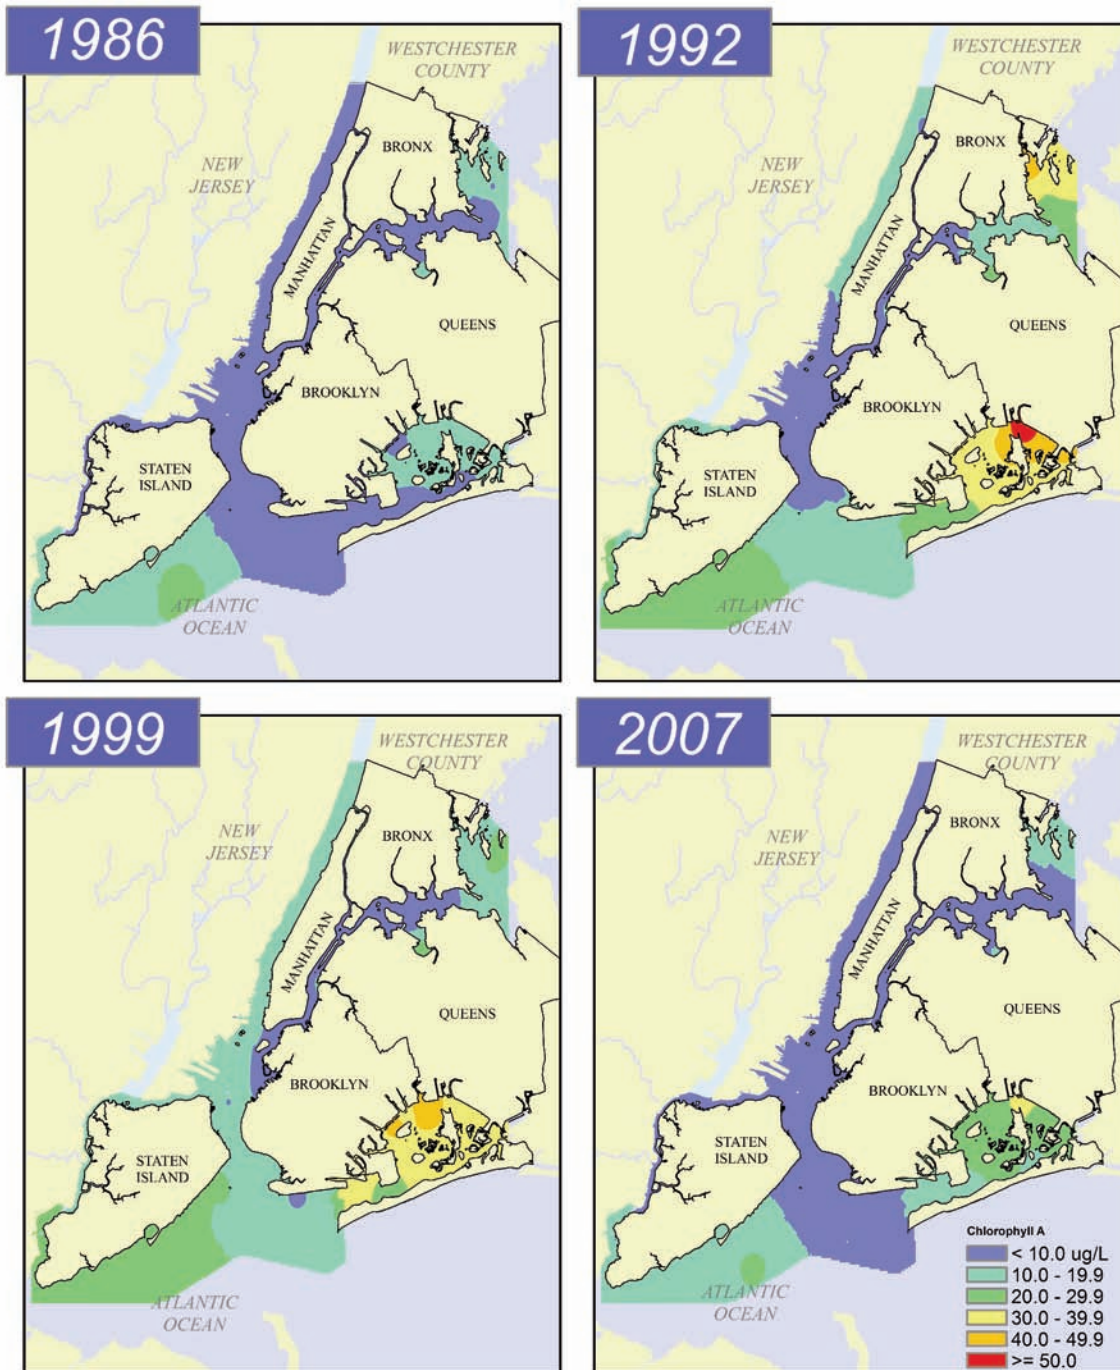 1986
WESTCHESTER
COUNTY
BRONX
NEW
JERSEY
MANHATTAN
QUEENS
BROOKLYN
STATEN
ISLAND
ATLANTIC
OCEAN
1992
WESTCHESTER
COUNTY
BRONX
NEW
JERSEY
MANHATTAN
QUEENS
BROOKLYN
STATEN
ISLAND
ATLANTIC
OCEAN
1999
WESTCHESTER
COUNTY
BRONX
NEW
JERSEY
MANHATTAN
QUEENS
BROOKLYN
STATEN
ISLAND
ATLANTIC
OCEAN
2007
WESTCHESTER
COUNTY
BRONX
NEW
JERSEY
MANHATTAN
QUEENS
BROOKLYN
STATEN
ISLAND
ATLANTIC
OCEAN
Chlorophyll A
< 10.0 ug/L
10.0 - 19.9
20.0 - 29.9
30.0 - 39.9
40.0 - 49.9
>= 50.0